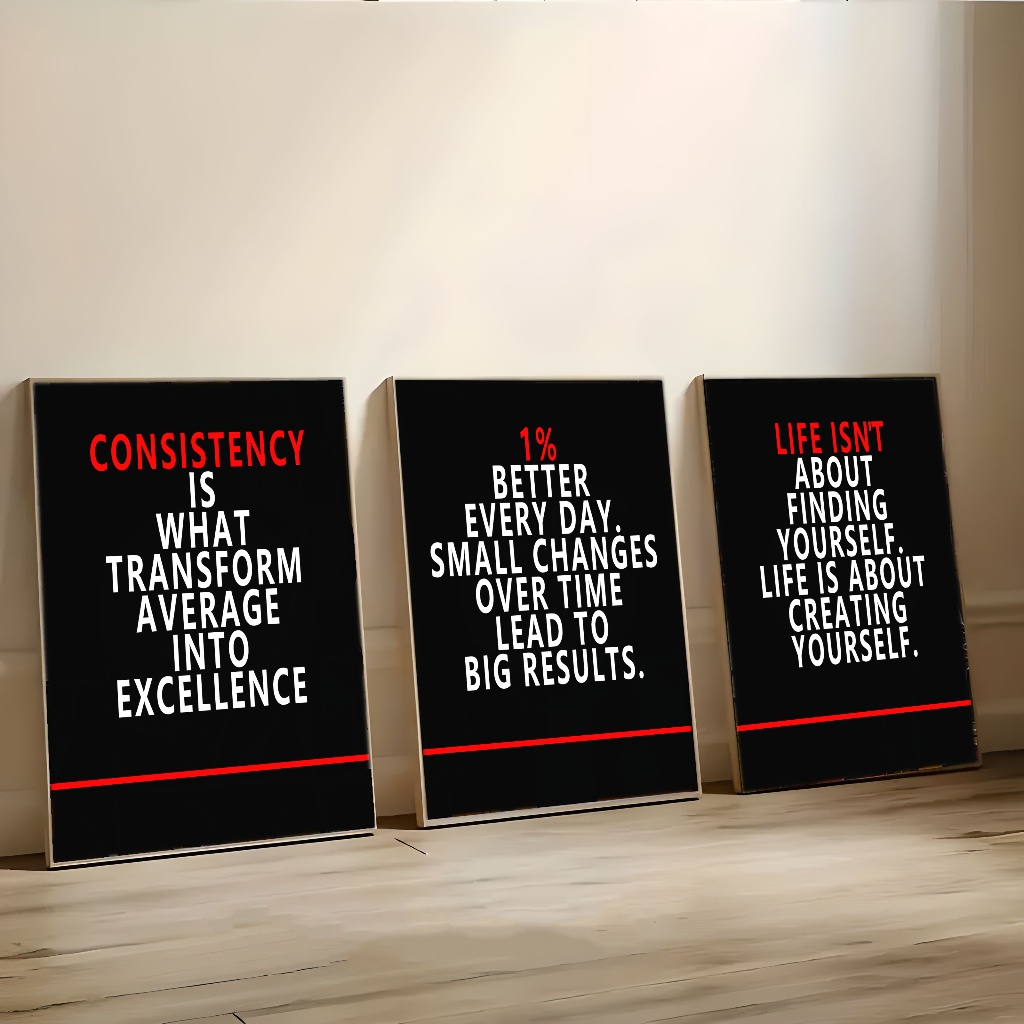 CONSISTENCY
IS
WHAT
TRANSFORM
AVERAGE
INTO
EXCELLENCE
1%
BETTER
EVERY DAY.
SMALL CHANGES
OVER TIME
LEAD TO
BIG RESULTS.
LIFE ISN'T
ABOUT
FINDING
YOURSELF.
LIFE IS ABOUT
CREATING
YOURSELF.